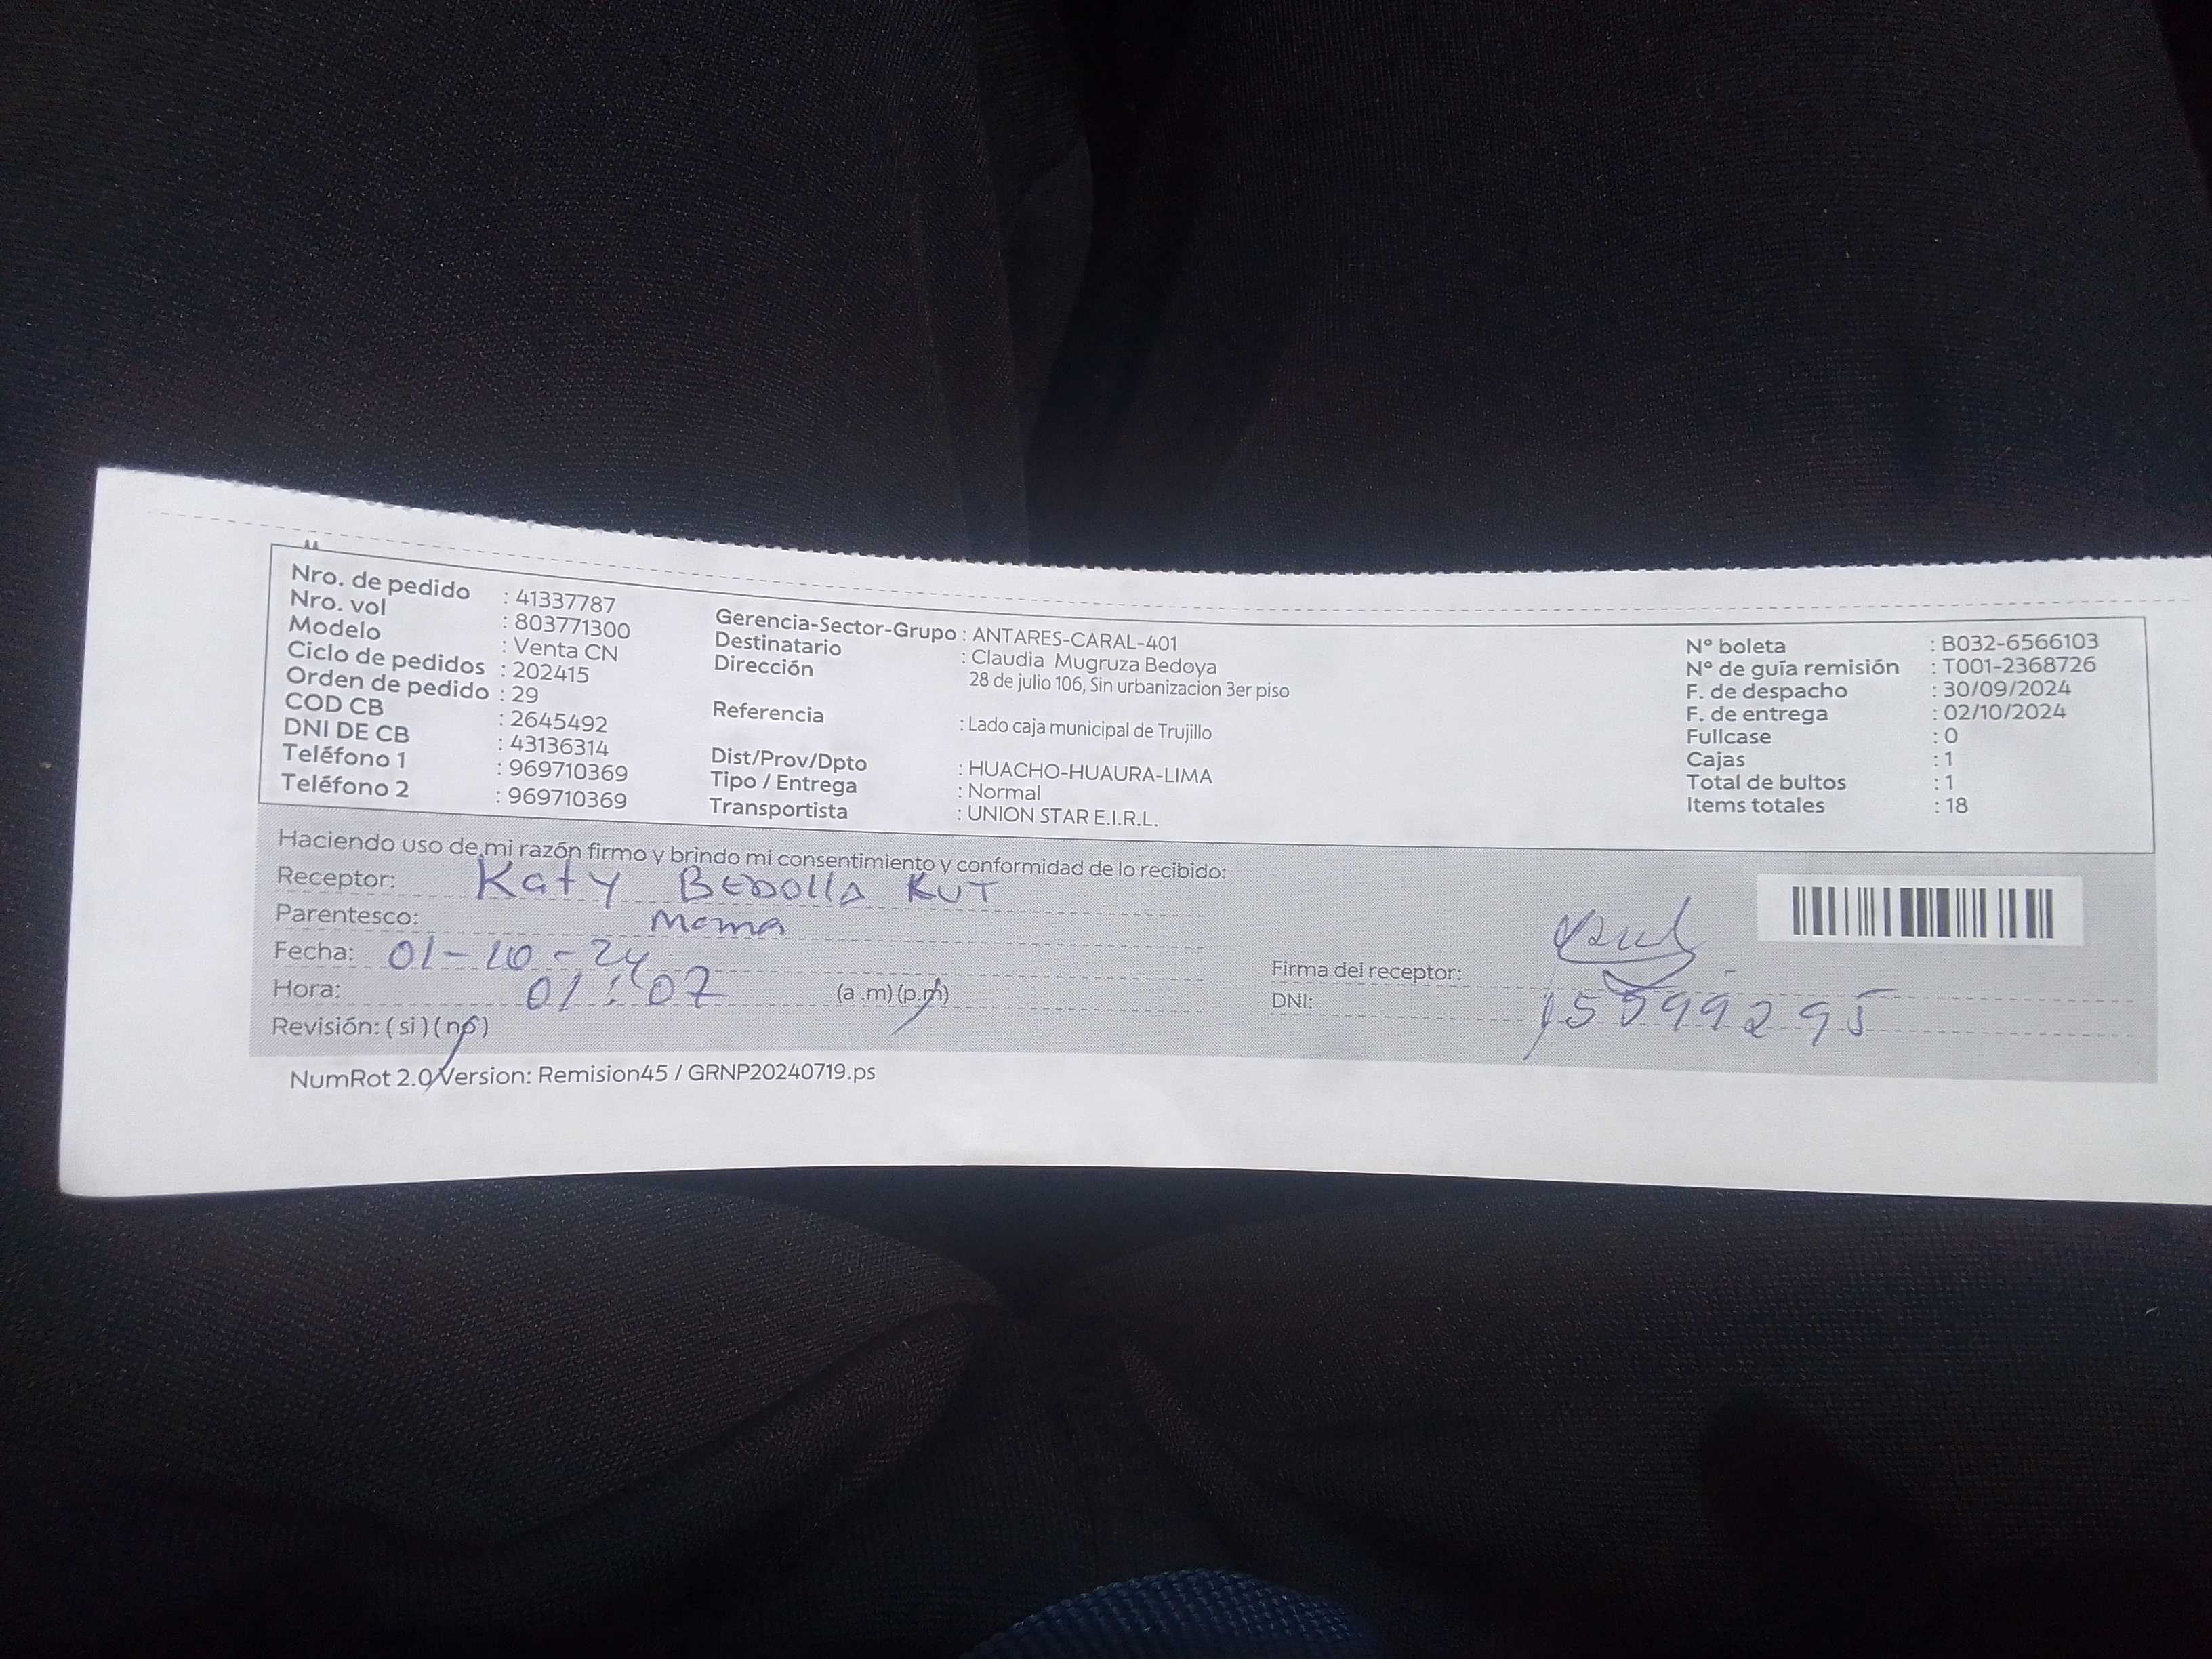 Nro. de pedido : 41337787
Nro. vol : 803771300
Modelo : Venta CN
Ciclo de pedidos : 202415
Orden de pedido : 29
COD CB : 2645492
DNI DE CB : 43136314
Teléfono 1 : 969710369
Teléfono 2 : 969710369
Gerencia-Sector-Grupo : ANTARES-CARAL-401
Destinatario : Claudia Mugruza Bedoya
Dirección 28 de julio 106, Sin urbanizacion 3er piso
Referencia : Lado caja municipal de Trujillo
Dist/Prov/Dpto : HUACHO-HUAURA-LIMA
Tipo / Entrega : Normal
Transportista : UNION STAR E.I.R.L.
N° boleta : B032-6566103
N° de guía remisión : T001-2368726
F. de despacho : 30/09/2024
F. de entrega : 02/10/2024
Fullcase : 0
Cajas : 1
Total de bultos : 1
Items totales : 18
Haciendo uso de mi razón firmo y brindo mi consentimiento y conformidad de lo recibido:
Receptor: Katy Bedolla Kut
Parentesco: Mama
Fecha: 01-10-24
Hora: 01:07 (a .m) (p.m)
Revisión: ( si ) ( no )
Firma del receptor:
DNI: 15599295
NumRot 2.0 Version: Remision45 / GRNP20240719.ps